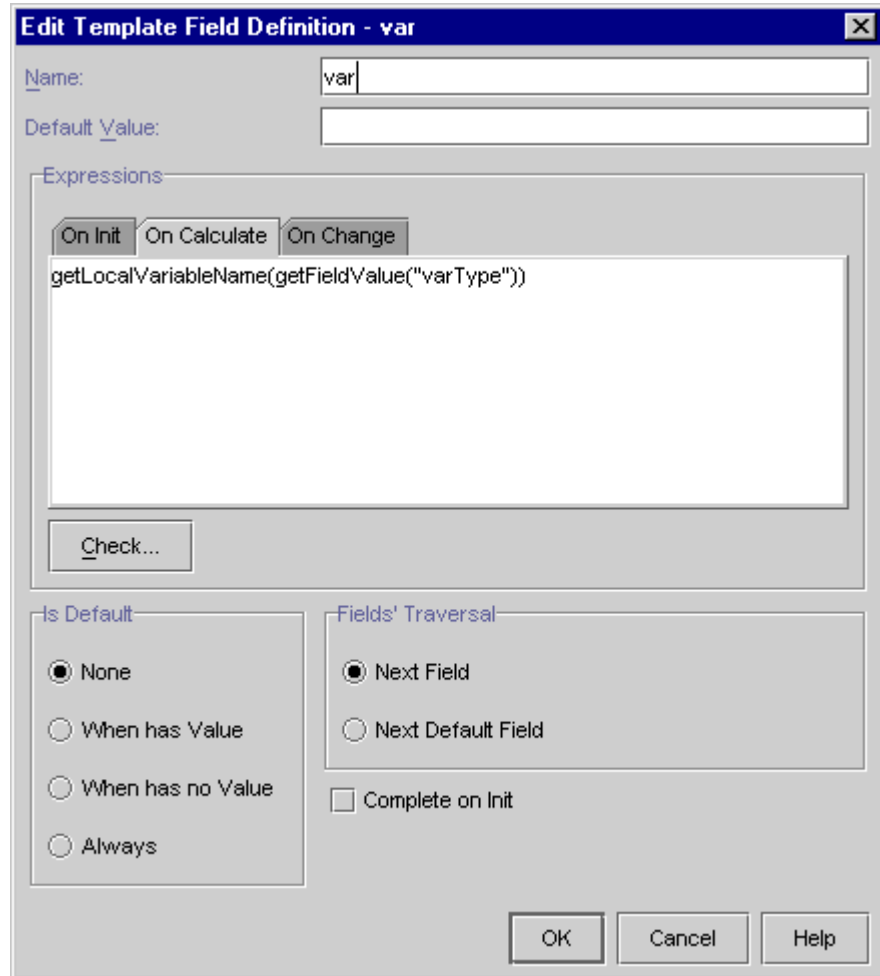 Edit Template Field Definition - var
Name:
var
Default Value:
Expressions
On Init On Calculate On Change
getLocalVariableName(getFieldValue("varType"))
Check...
Is Default
None
When has Value
When has no Value
Always
Fields' Traversal
Next Field
Next Default Field
Complete on Init
OK Cancel Help